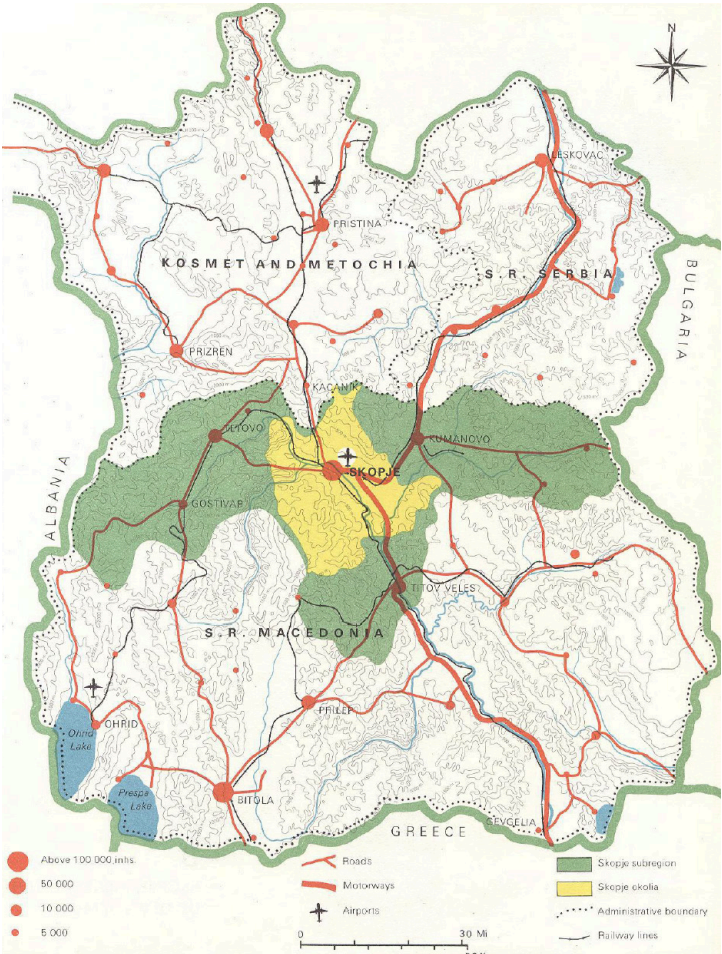 N
LESKOVAC
PRISTINA
KOSMET AND METOCHIA
S.R. SERBIA
BULGARIA
PRIZREN
KACANIK
TETOVO
KUMANOVO
SKOPJE
ALBANIA
GOSTIVAR
TITOV VELES
S.R. MACEDONIA
PRILEP
OHRID
Ohrid
Lake
Prespa
Lake
BITOLA
GEVGELIA
GREECE
Above 100 000 inhs.
50 000
10 000
5 000
Roads
Motorways
Airports
0 30 Mi
Skopje subregion
Skopje okolia
Administrative boundary
Railway lines